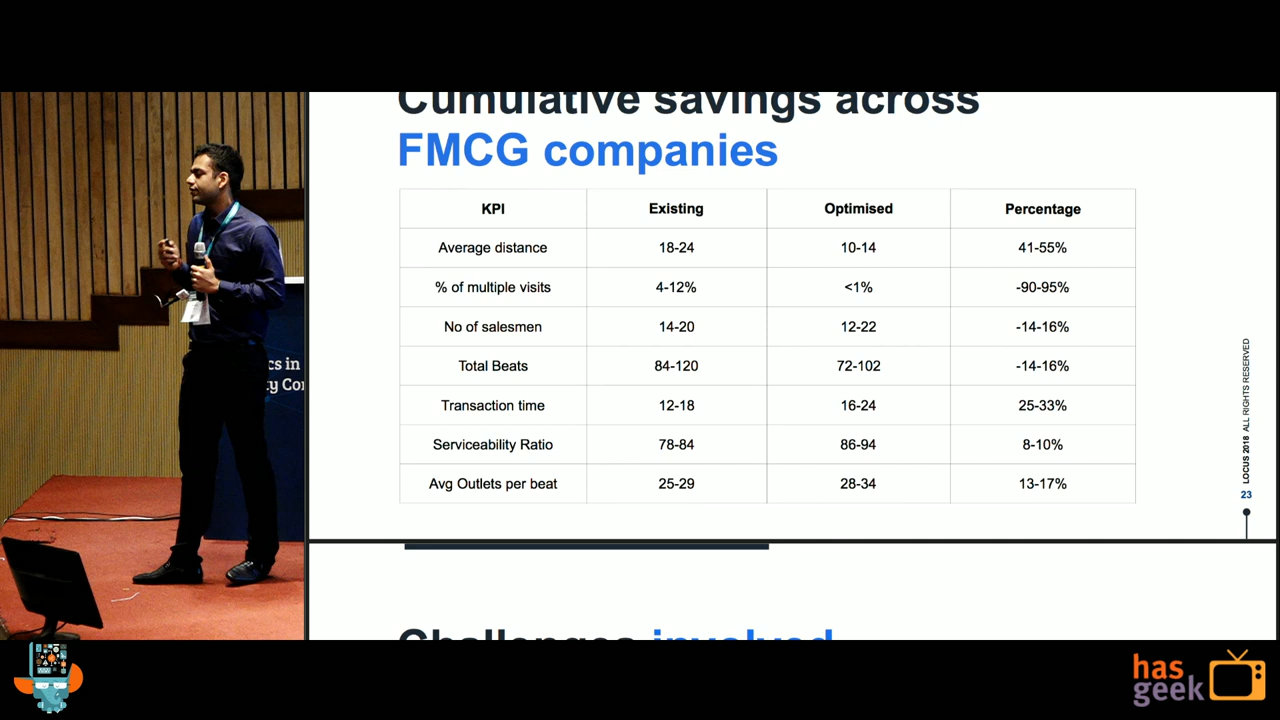 Cumulative savings across
FMCG companies
KPI Existing Optimised Percentage
Average distance 18-24 10-14 41-55%
% of multiple visits 4-12% <1% -90-95%
No of salesmen 14-20 12-22 -14-16%
Total Beats 84-120 72-102 -14-16%
Transaction time 12-18 16-24 25-33%
Serviceability Ratio 78-84 86-94 8-10%
Avg Outlets per beat 25-29 28-34 13-17%
LOCUS 2018 ALL RIGHTS RESERVED
23
Challenges involved
cs in
y Con
has
geek